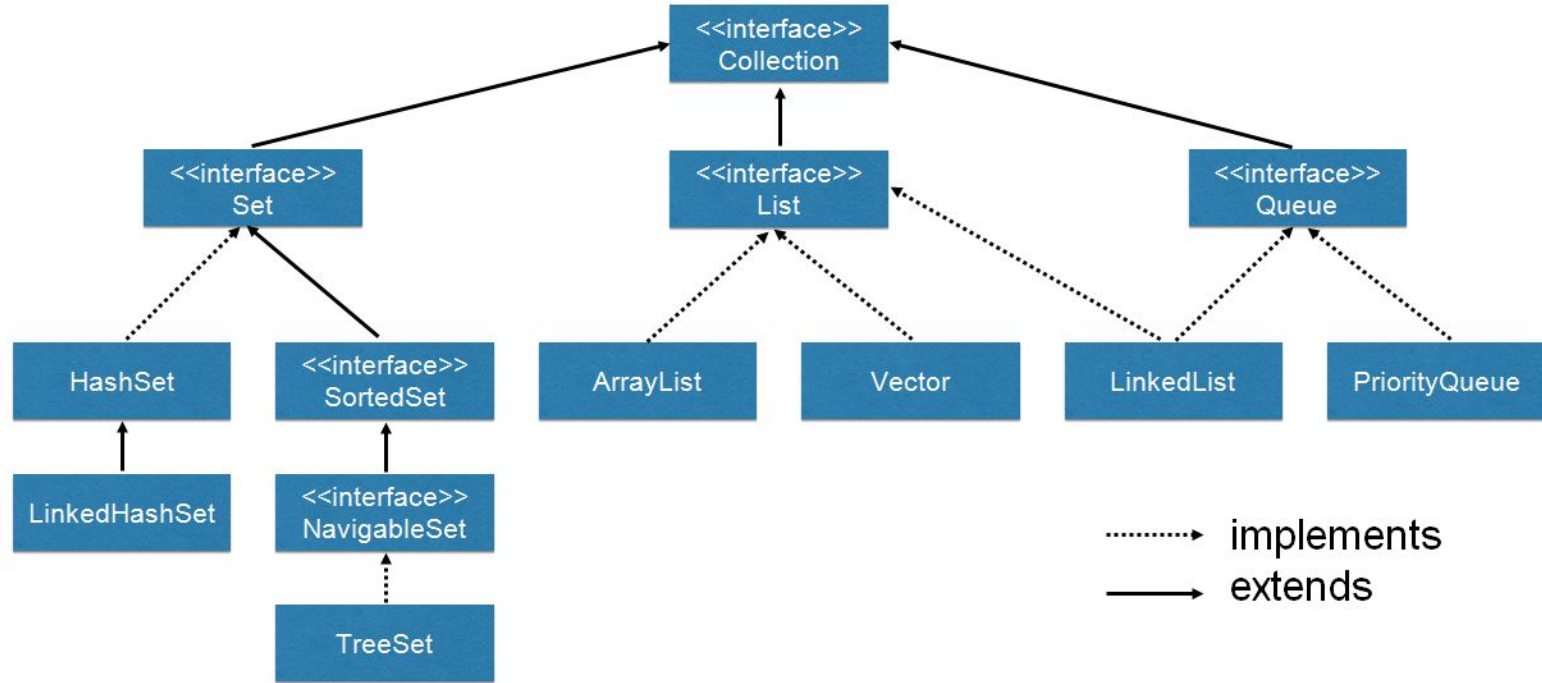 <<interface>>
Collection
<<interface>>
Set
<<interface>>
List
<<interface>>
Queue
HashSet
<<interface>>
SortedSet
ArrayList
Vector
LinkedList
PriorityQueue
LinkedHashSet
<<interface>>
NavigableSet
implements
extends
TreeSet